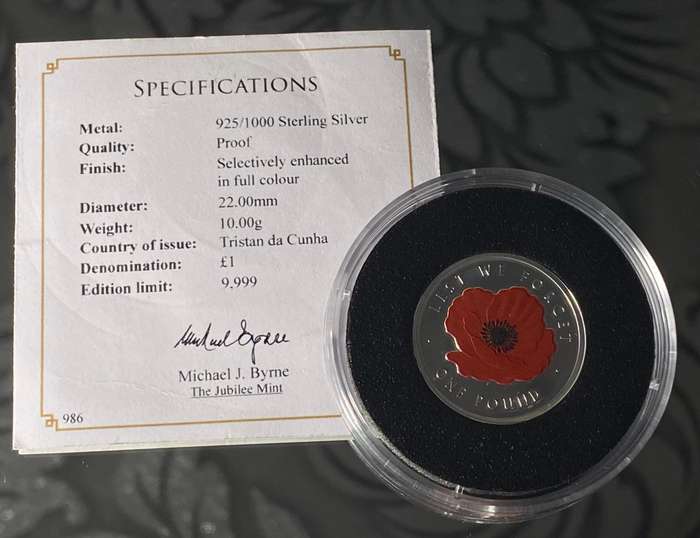 SPECIFICATIONS
Metal: 925/1000 Sterling Silver
Quality: Proof
Finish: Selectively enhanced
in full colour
Diameter: 22.00mm
Weight: 10.00g
Country of issue: Tristan da Cunha
Denomination: £1
Edition limit: 9,999
Michael J. Byrne
Michael J. Byrne
The Jubilee Mint
986
· LEST WE FORGET ·
ONE POUND